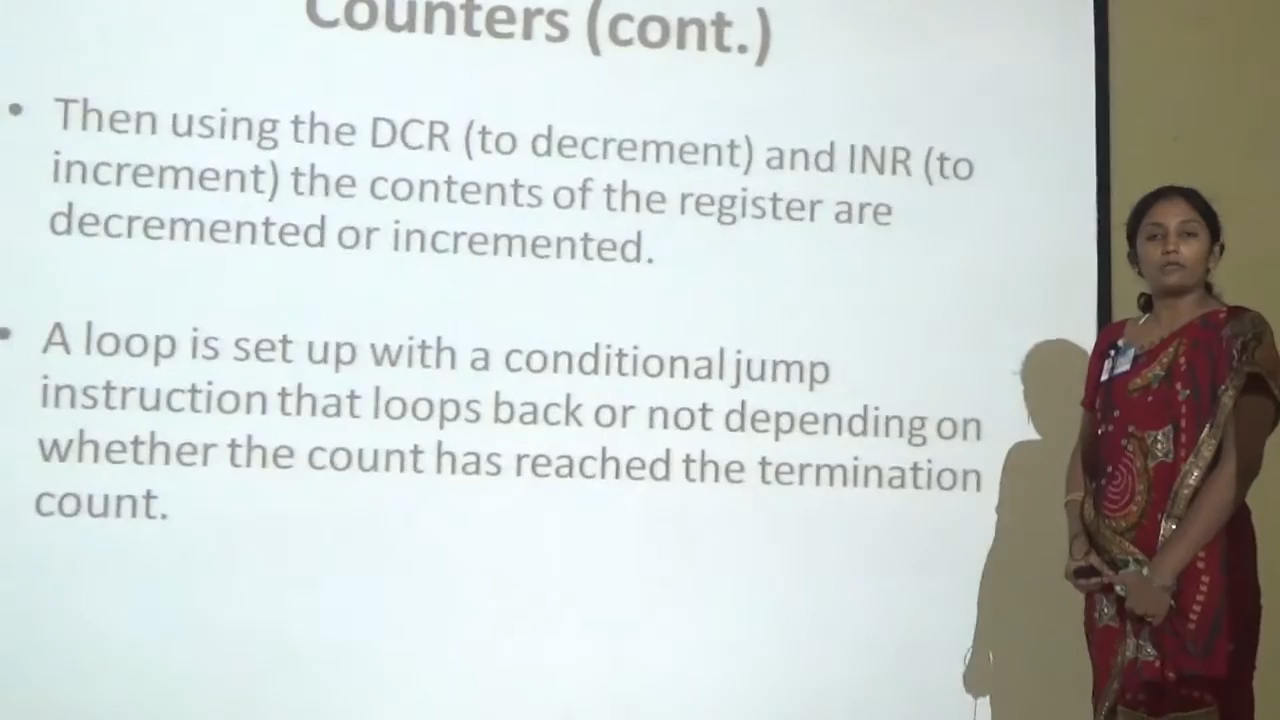 Counters (cont.)
• Then using the DCR (to decrement) and INR (to
increment) the contents of the register are
decremented or incremented.
• A loop is set up with a conditional jump
instruction that loops back or not depending on
whether the count has reached the termination
count.